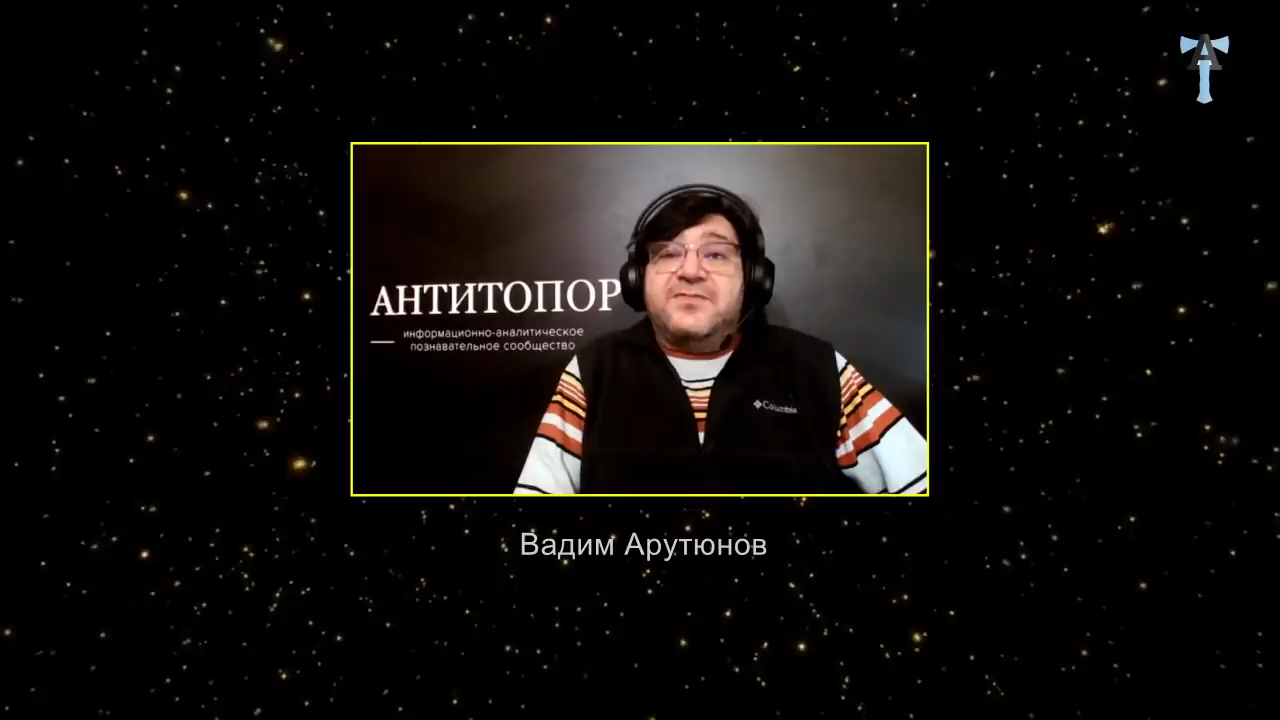 АНТИТОПОР
информационно-аналитическое
познавательное сообщество
Columbia
Вадим Арутюнов